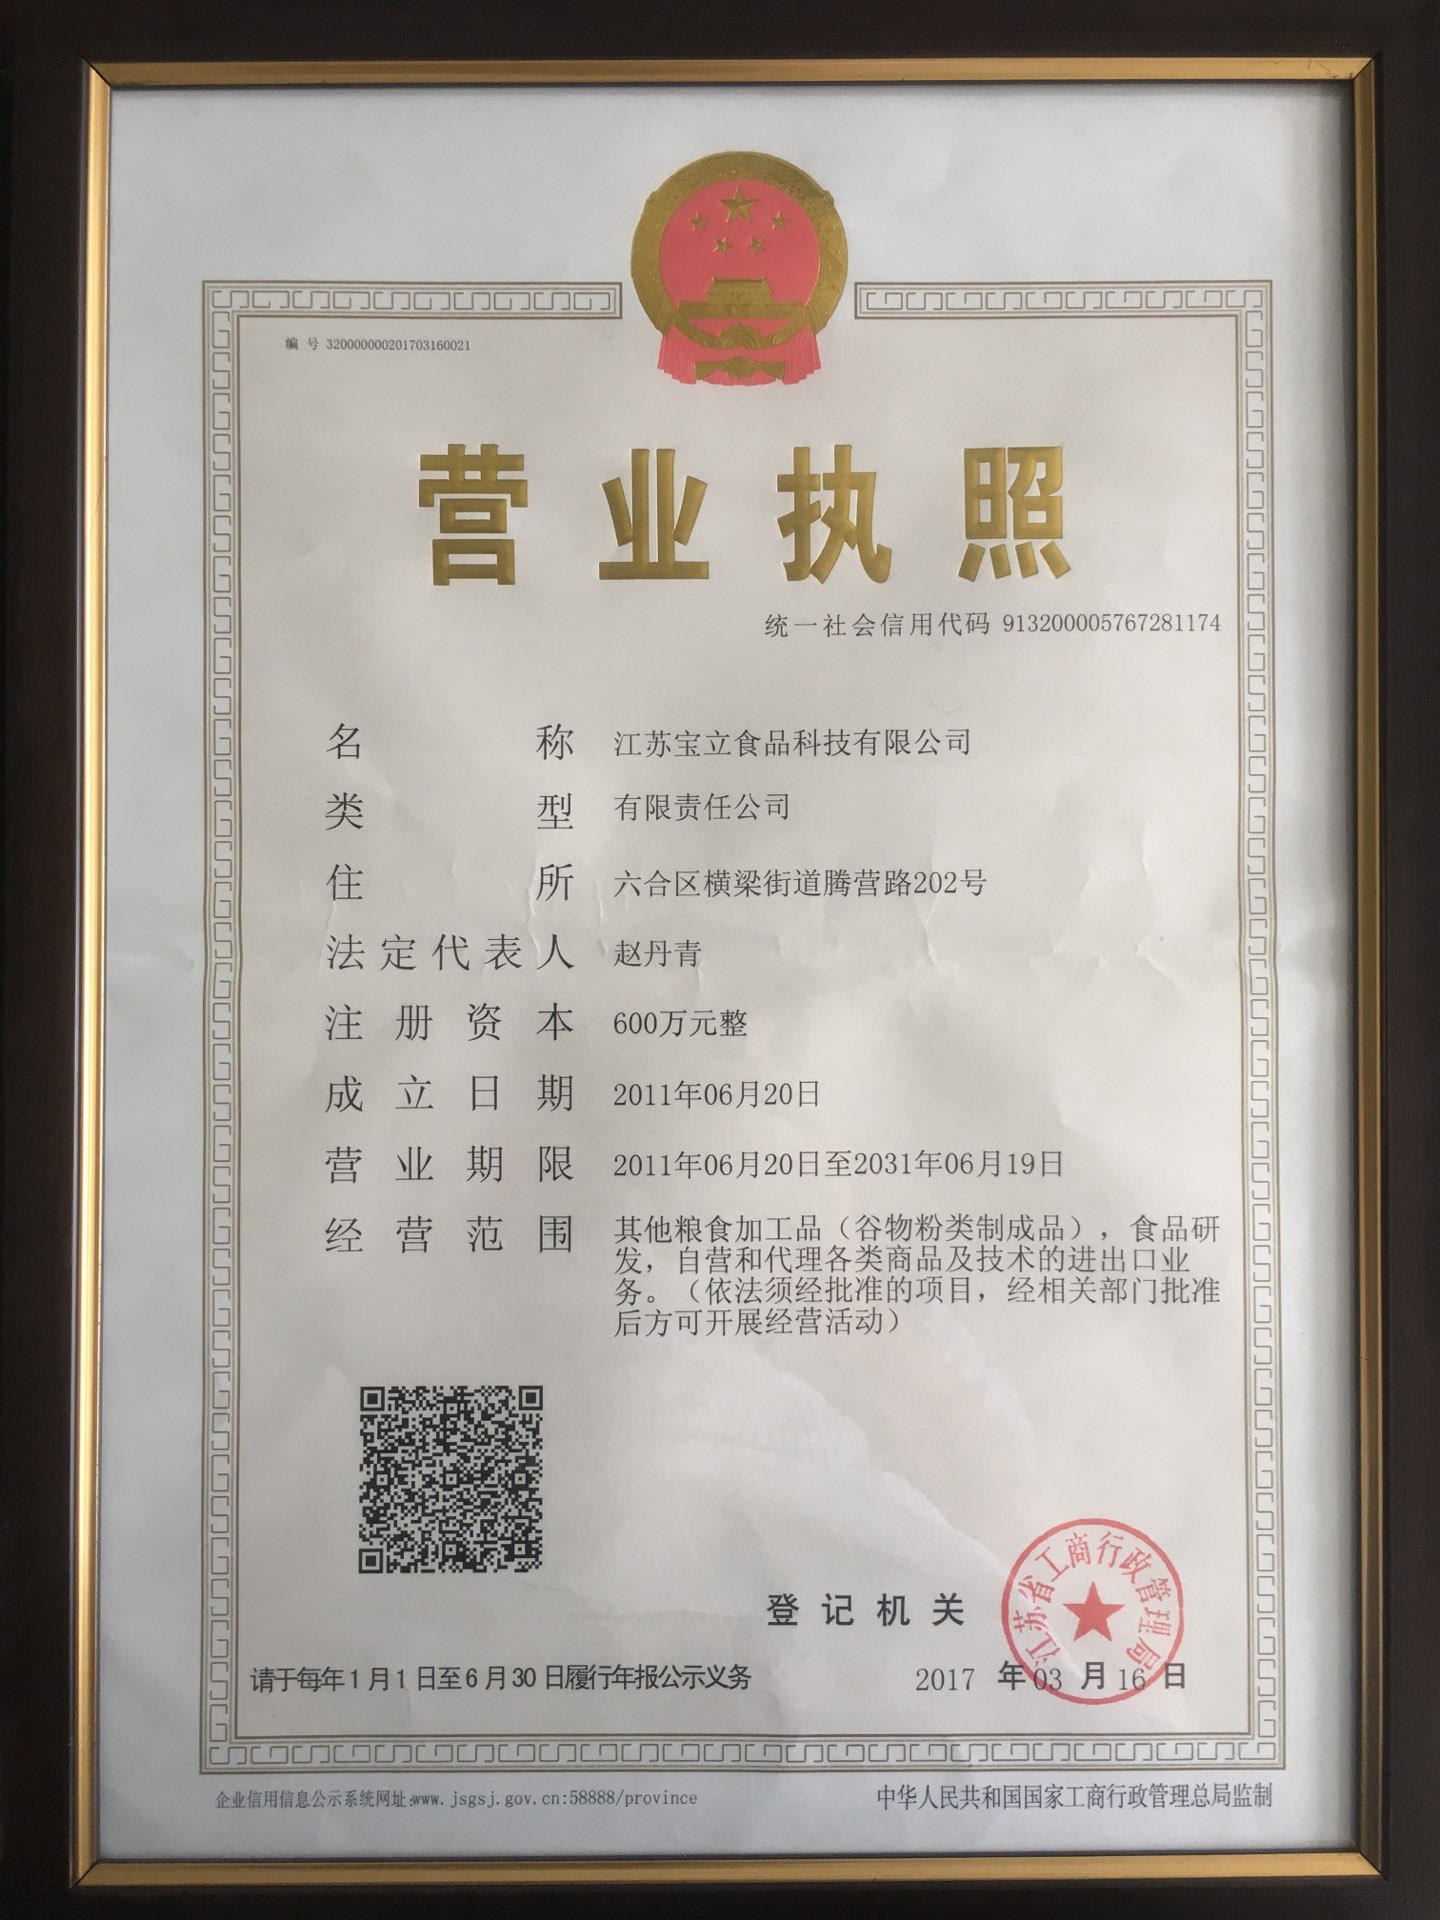 编 号 320000000201703160021
营业执照
统一社会信用代码 913200005767281174
名称 江苏宝立食品科技有限公司
类型 有限责任公司
住所 六合区横梁街道腾营路202号
法定代表人 赵丹青
注册资本 600万元整
成立日期 2011年06月20日
营业期限 2011年06月20日至2031年06月19日
经营范围 其他粮食加工品（谷物粉类制成品），食品研
发，自营和代理各类商品及技术的进出口业
务。（依法须经批准的项目，经相关部门批准
后方可开展经营活动）
登记机关
江苏省工商行政管理局
请于每年1月1日至6月30日履行年报公示义务
2017 年 03 月 16 日
企业信用信息公示系统网址:www.jsgsj.gov.cn:58888/province
中华人民共和国国家工商行政管理总局监制